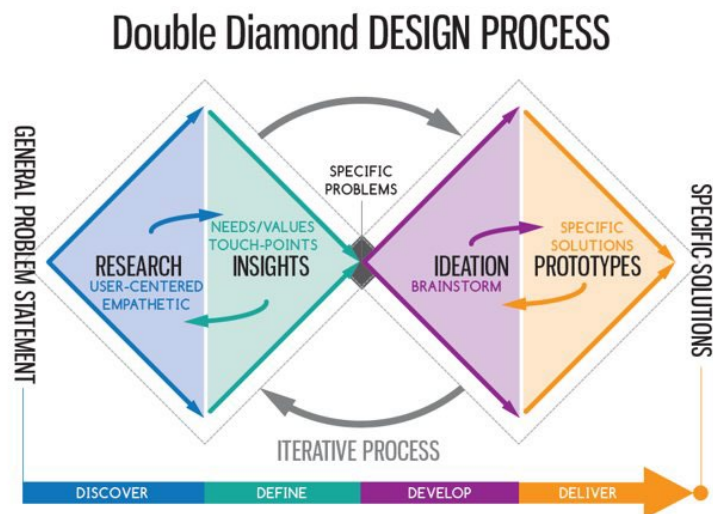 Double Diamond DESIGN PROCESS
GENERAL PROBLEM STATEMENT
SPECIFIC
PROBLEMS
NEEDS/VALUES
TOUCH-POINTS
RESEARCH
INSIGHTS
USER-CENTERED
EMPATHETIC
SPECIFIC
SOLUTIONS
IDEATION
PROTOTYPES
BRAINSTORM
SPECIFIC SOLUTIONS
ITERATIVE PROCESS
DISCOVER
DEFINE
DEVELOP
DELIVER